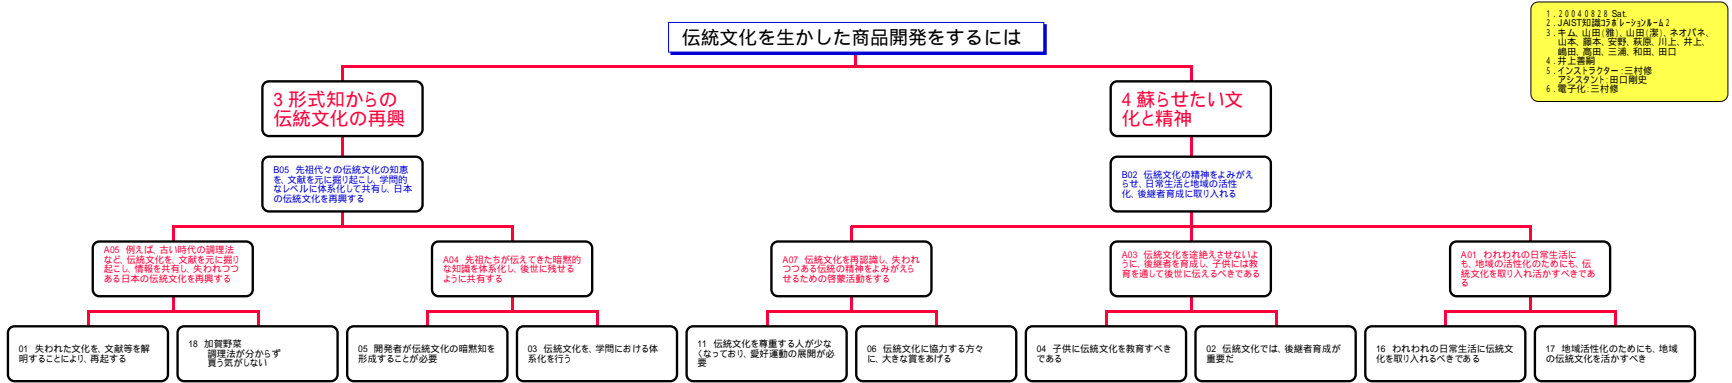 伝統文化を生かした商品開発をするには
1.20040828 Sat.
2.JAIST知識コラボレーションルーム2
3.キム、山田(雅)、山田(潔)、ネオパネ、
山本、藤本、安野、萩原、川上、井上、
嶋田、高田、三浦、和田、田口
4.井上善嗣
5.インストラクター:三村修
アシスタント:田口剛史
6.電子化:三村修
3 形式知からの
伝統文化の再興
4 蘇らせたい文
化と精神
B05 先祖代々の伝統文化の知恵
を、文献を元に掘り起こし、学問的
なレベルに体系化して共有し、日本
の伝統文化を再興する
B02 伝統文化の精神をよみがえ
らせ、日常生活と地域の活性
化、後継者育成に取り入れる
A05 例えば、古い時代の調理法
など、伝統文化を、文献を元に掘り
起こし、情報を共有し、失われつつ
ある日本の伝統文化を再興する
A04 先祖たちが伝えてきた暗黙的
な知識を体系化し、後世に残せる
ように共有する
A07 伝統文化を再認識し、失われ
つつある伝統の精神をよみがえら
せるための啓蒙活動をする
A03 伝統文化を途絶えさせないよ
うに、後継者を育成し、子供には教
育を通して後世に伝えるべきである
A01 われわれの日常生活に
も、地域の活性化のためにも、伝
統文化を取り入れ活かすべきであ
る
01 失われた文化を、文献等を解
明することにより、再起する
18 加賀野菜
調理法が分からず
買う気がしない
05 開発者が伝統文化の暗黙知を
形成することが必要
03 伝統文化を、学問における体
系化を行う
11 伝統文化を尊重する人が少な
くなっており、愛好運動の展開が必
要
06 伝統文化に協力する方々
に、大きな賞をあげる
04 子供に伝統文化を教育すべき
である
02 伝統文化では、後継者育成が
重要だ
16 われわれの日常生活に伝統文
化を取り入れるべきである
17 地域活性化のためにも、地域
の伝統文化を活かすべき